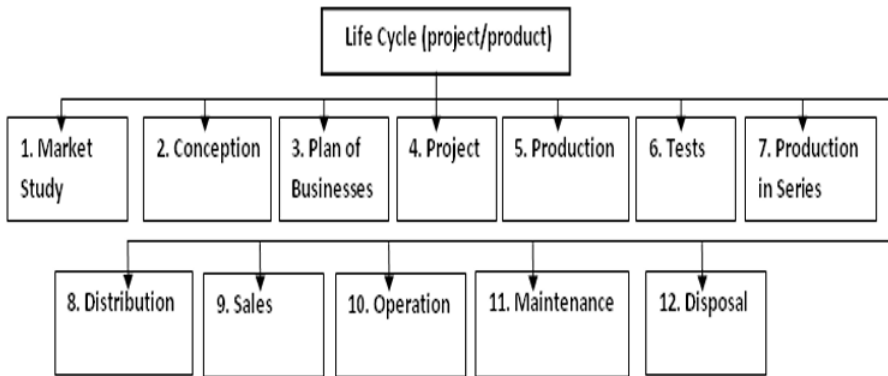 Life Cycle (project/product)
1. Market
Study
2. Conception
3. Plan of
Businesses
4. Project
5. Production
6. Tests
7. Production
in Series
8. Distribution
9. Sales
10. Operation
11. Maintenance
12. Disposal